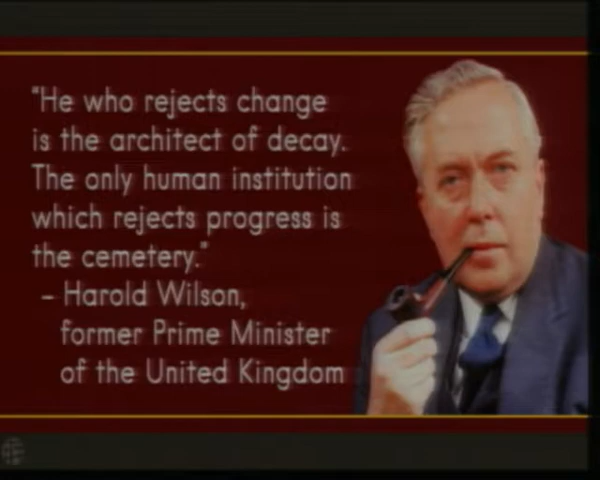 "He who rejects change
is the architect of decay.
The only human institution
which rejects progress is
the cemetery."
– Harold Wilson,
former Prime Minister
of the United Kingdom